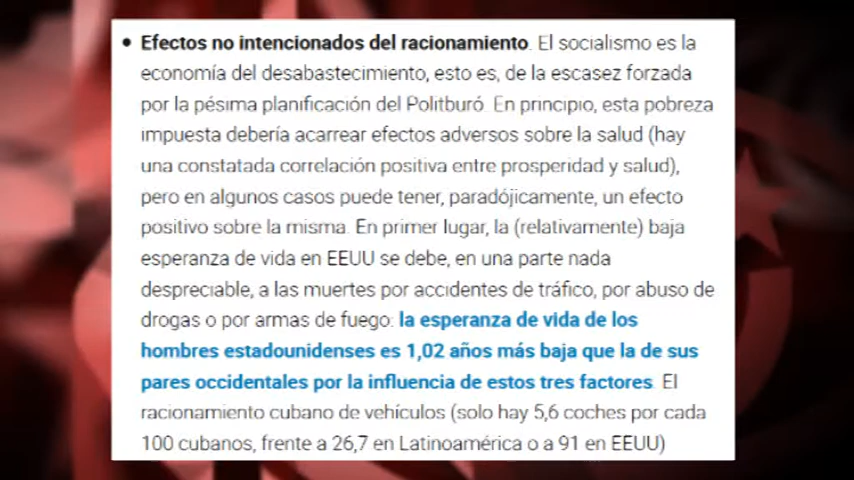 • Efectos no intencionados del racionamiento. El socialismo es la
economía del desabastecimiento, esto es, de la escasez forzada
por la pésima planificación del Politburó. En principio, esta pobreza
impuesta debería acarrear efectos adversos sobre la salud (hay
una constatada correlación positiva entre prosperidad y salud),
pero en algunos casos puede tener, paradójicamente, un efecto
positivo sobre la misma. En primer lugar, la (relativamente) baja
esperanza de vida en EEUU se debe, en una parte nada
despreciable, a las muertes por accidentes de tráfico, por abuso de
drogas o por armas de fuego: la esperanza de vida de los
hombres estadounidenses es 1,02 años más baja que la de sus
pares occidentales por la influencia de estos tres factores. El
racionamiento cubano de vehículos (solo hay 5,6 coches por cada
100 cubanos, frente a 26,7 en Latinoamérica o a 91 en EEUU)